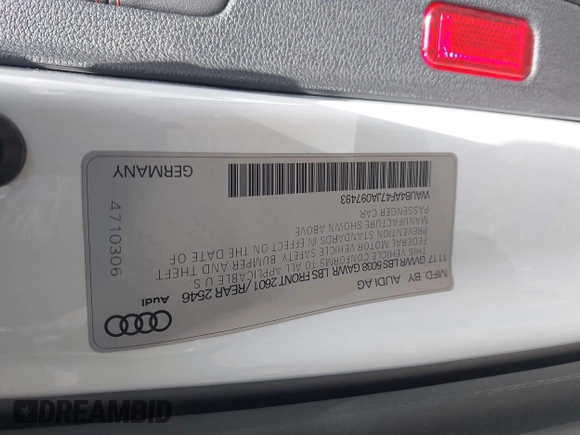 MFD. BY AUDI AG
Audi
11 17 GVWR LBS 5038 GAWR LBS FRONT 2601 / REAR 2546
THIS VEHICLE CONFORMS TO ALL APPLICABLE U S
FEDERAL MOTOR VEHICLE SAFETY BUMPER AND THEFT
PREVENTION STANDARDS IN EFFECT ON THE DATE OF
MANUFACTURE SHOWN ABOVE
PASSENGER CAR
4710306
WAUB4AF47JA097493
GERMANY
DREAMBID